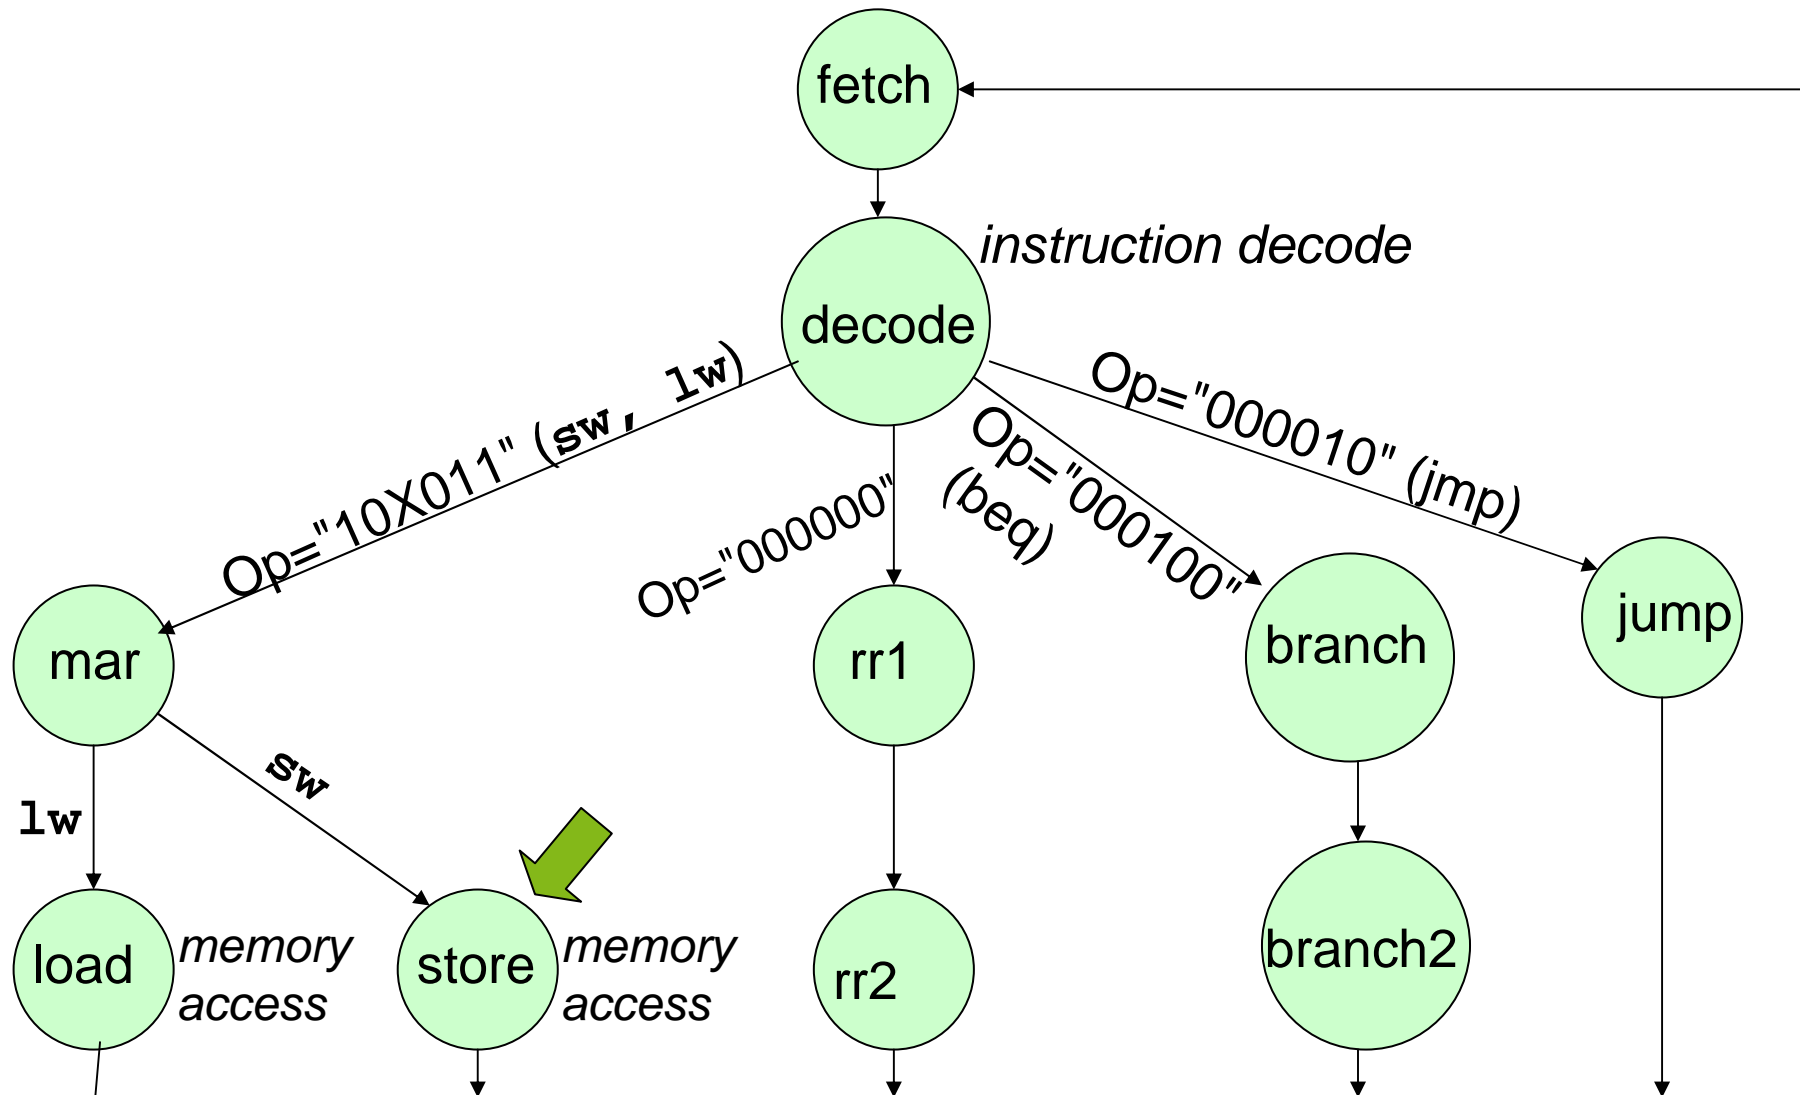 fetch
instruction decode
decode
Op="10X011" (sw, lw)
Op="000000"
Op="000100"
(beq)
Op="000010" (jmp)
mar
rr1
branch
jump
lw
sw
load
memory
access
store
memory
access
rr2
branch2